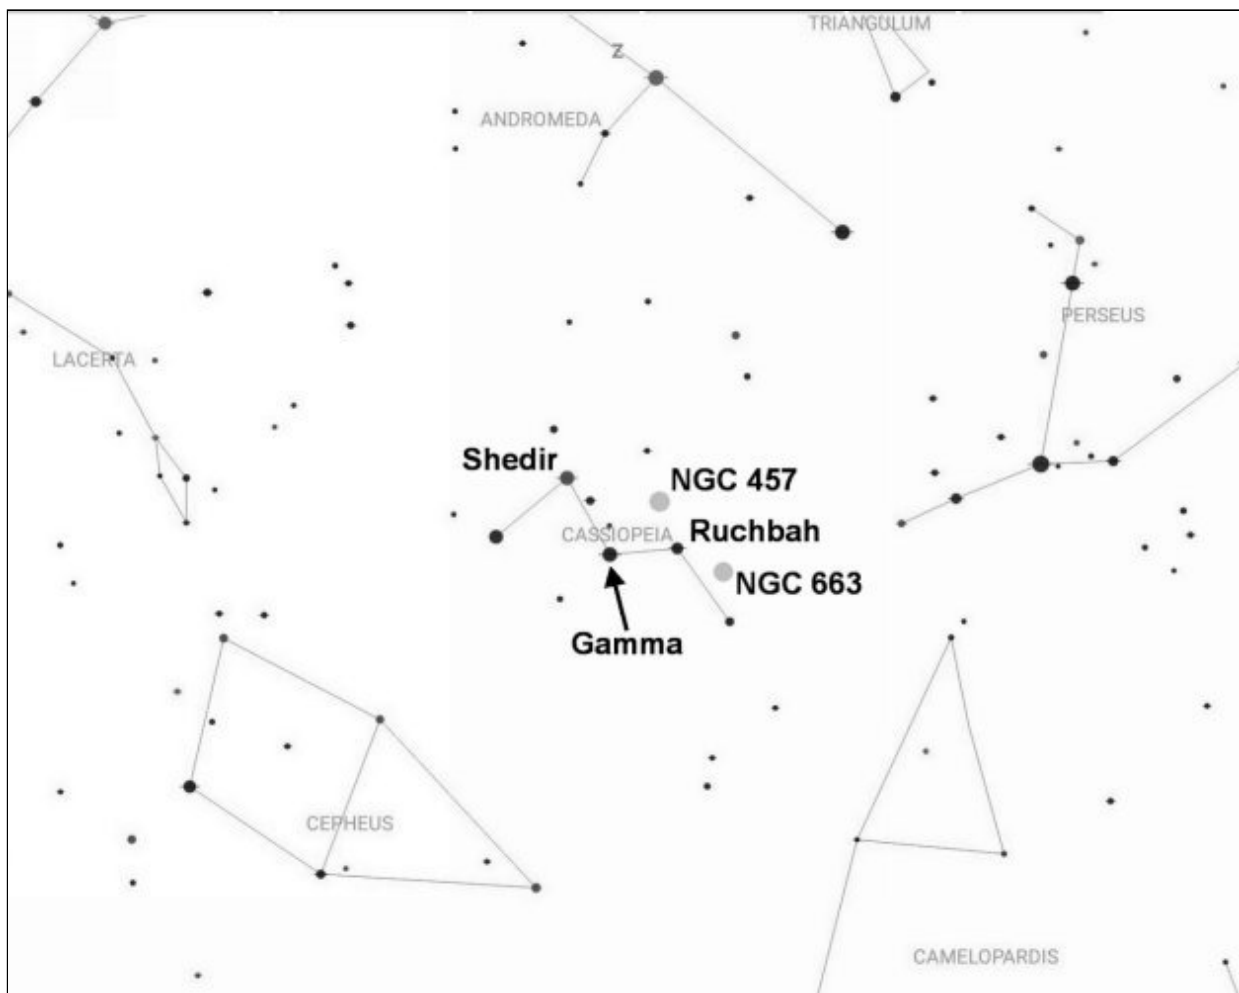 TRIANGULUM
Z
ANDROMEDA
PERSEUS
LACERTA
Shedir
NGC 457
CASSIOPEIA
Ruchbah
NGC 663
Gamma
CEPHEUS
CAMELOPARDIS